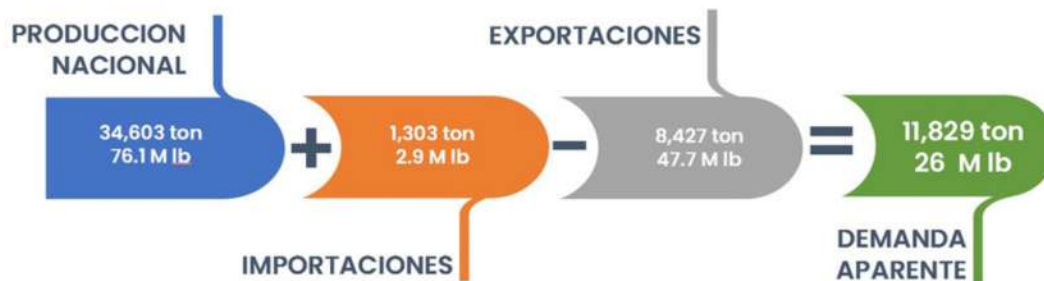 PRODUCCION
NACIONAL
34,603 ton
76.1 M lb
+
IMPORTACIONES
1,303 ton
2.9 M lb
-
EXPORTACIONES
8,427 ton
47.7 M lb
=
11,829 ton
26 M lb
DEMANDA
APARENTE